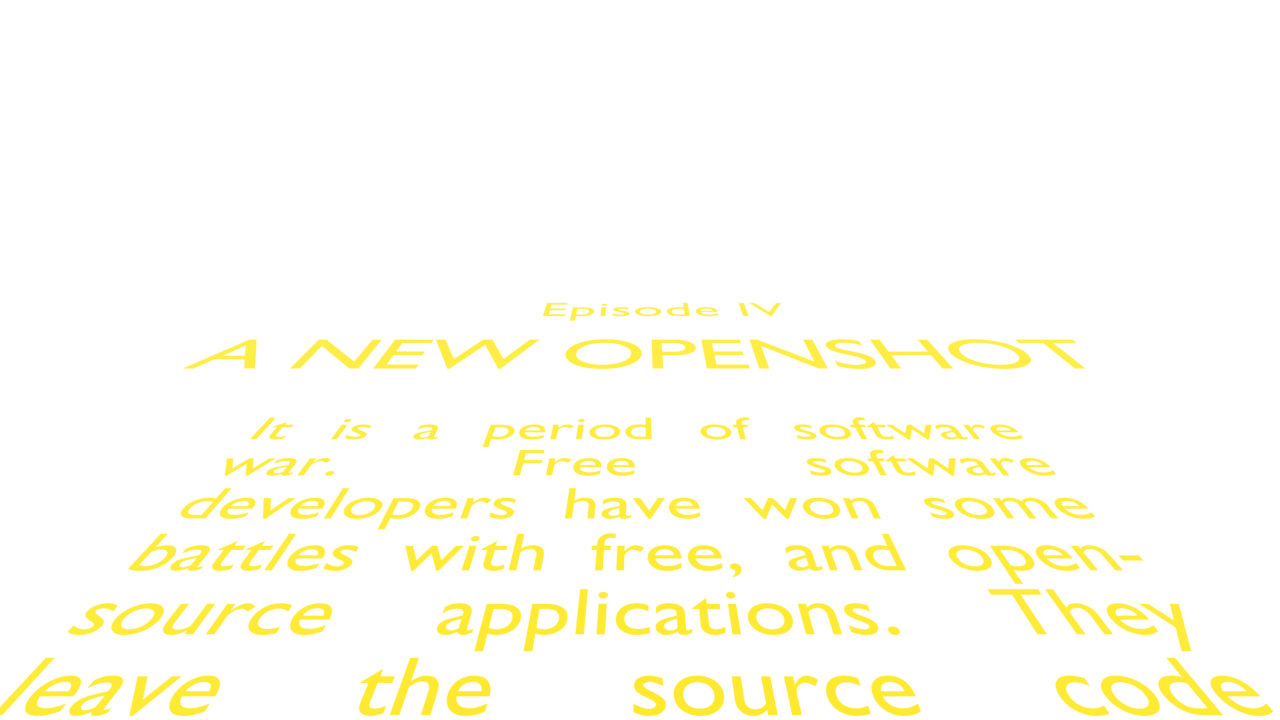 Episode IV
A NEW OPENSHOT
It is a period of software
war. Free software
developers have won some
battles with free, and open-
source applications. They
leave the source code